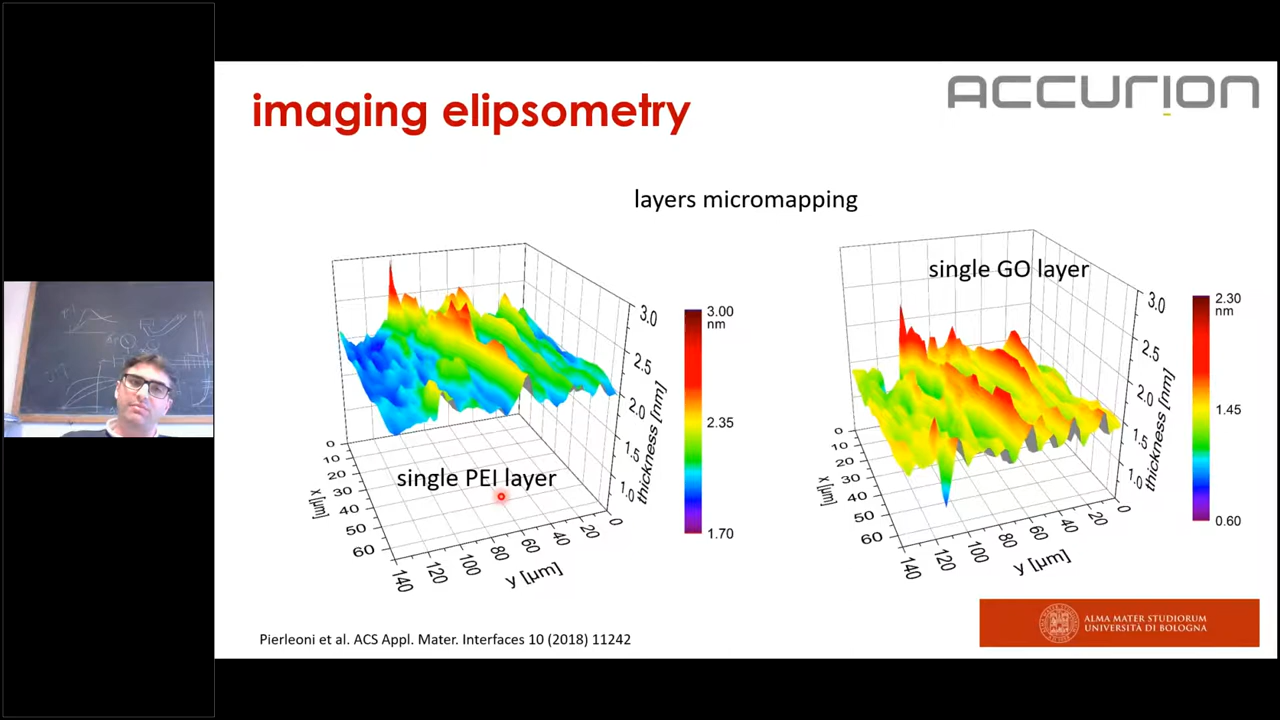 imaging elipsometry
ACCURION
layers micromapping
single PEI layer
3.0
2.5
2.0
1.5
1.0
thickness [nm]
0
10
20
30
40
50
60
x [µm]
140
120
100
80
60
40
20
0
y [µm]
3.00
nm
2.35
1.70
single GO layer
3.0
2.5
2.0
1.5
1.0
thickness [nm]
0
10
20
30
40
50
60
x [µm]
140
120
100
80
60
40
20
0
y [µm]
2.30
nm
1.45
0.60
Pierleoni et al. ACS Appl. Mater. Interfaces 10 (2018) 11242
ALMA MATER STUDIORUM
UNIVERSITÀ DI BOLOGNA